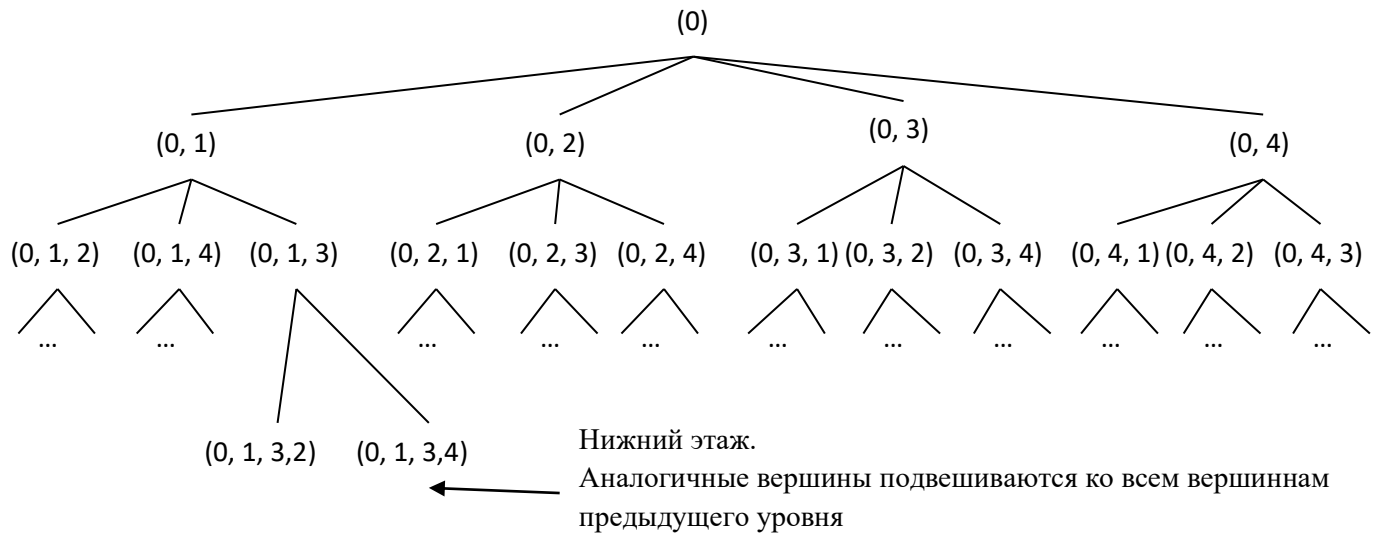 (0)
(0, 1) (0, 2) (0, 3) (0, 4)
(0, 1, 2) (0, 1, 4) (0, 1, 3) (0, 2, 1) (0, 2, 3) (0, 2, 4) (0, 3, 1) (0, 3, 2) (0, 3, 4) (0, 4, 1) (0, 4, 2) (0, 4, 3)
... ... ... ... ... ... ... ... ... ... ...
(0, 1, 3,2) (0, 1, 3,4)
Нижний этаж.
Аналогичные вершины подвешиваются ко всем вершиннам
предыдущего уровня